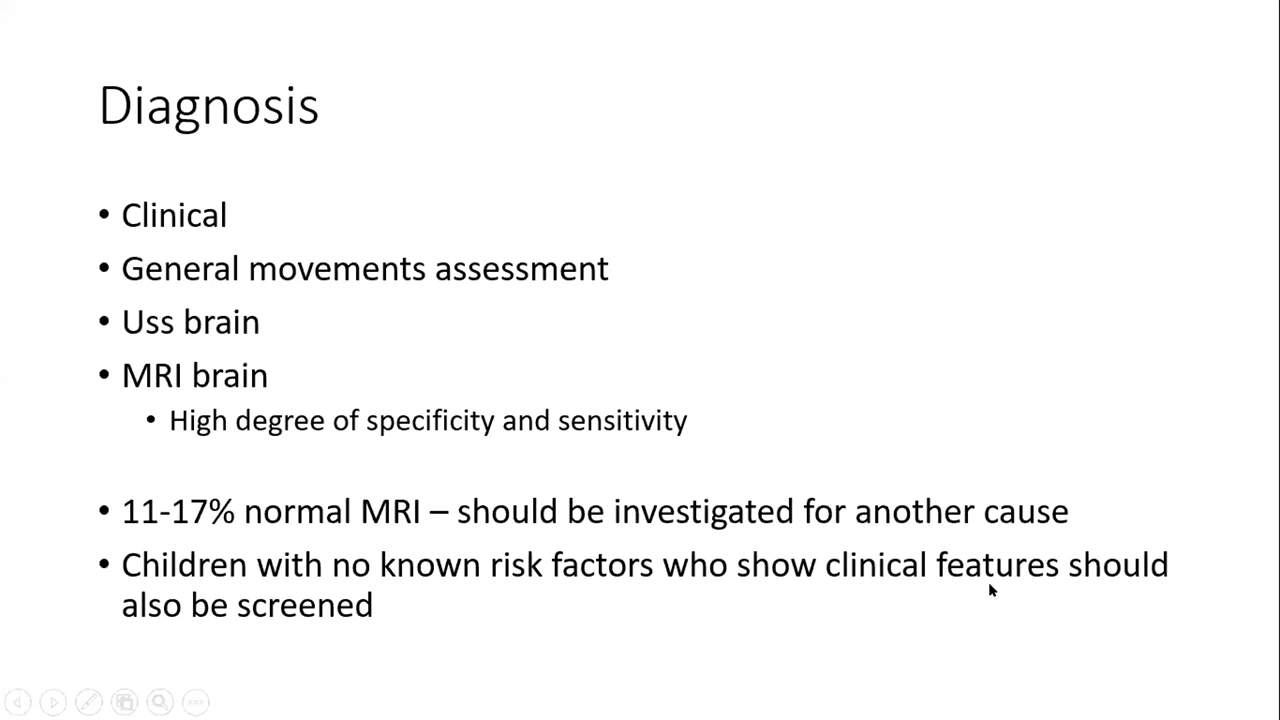 Diagnosis
• Clinical
• General movements assessment
• Uss brain
• MRI brain
• High degree of specificity and sensitivity
• 11-17% normal MRI – should be investigated for another cause
• Children with no known risk factors who show clinical features should
also be screened